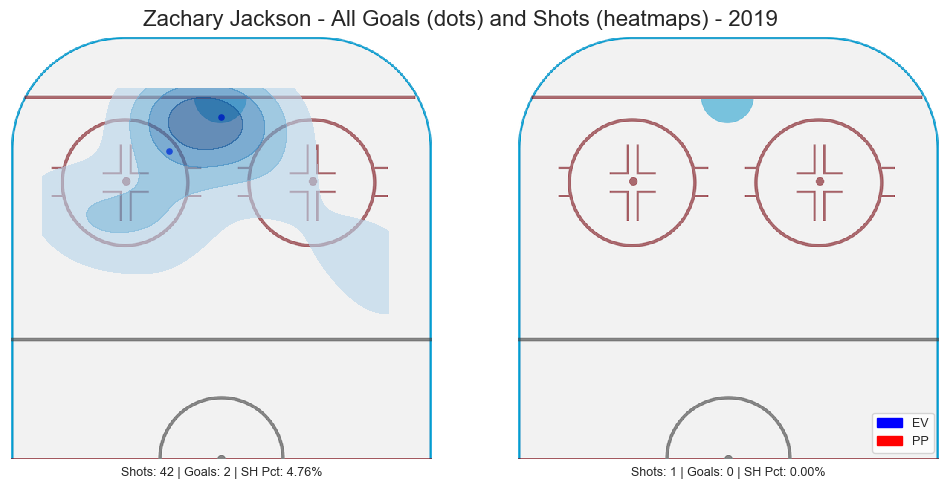 Zachary Jackson - All Goals (dots) and Shots (heatmaps) - 2019
EV
PP
Shots: 42 | Goals: 2 | SH Pct: 4.76%
Shots: 1 | Goals: 0 | SH Pct: 0.00%